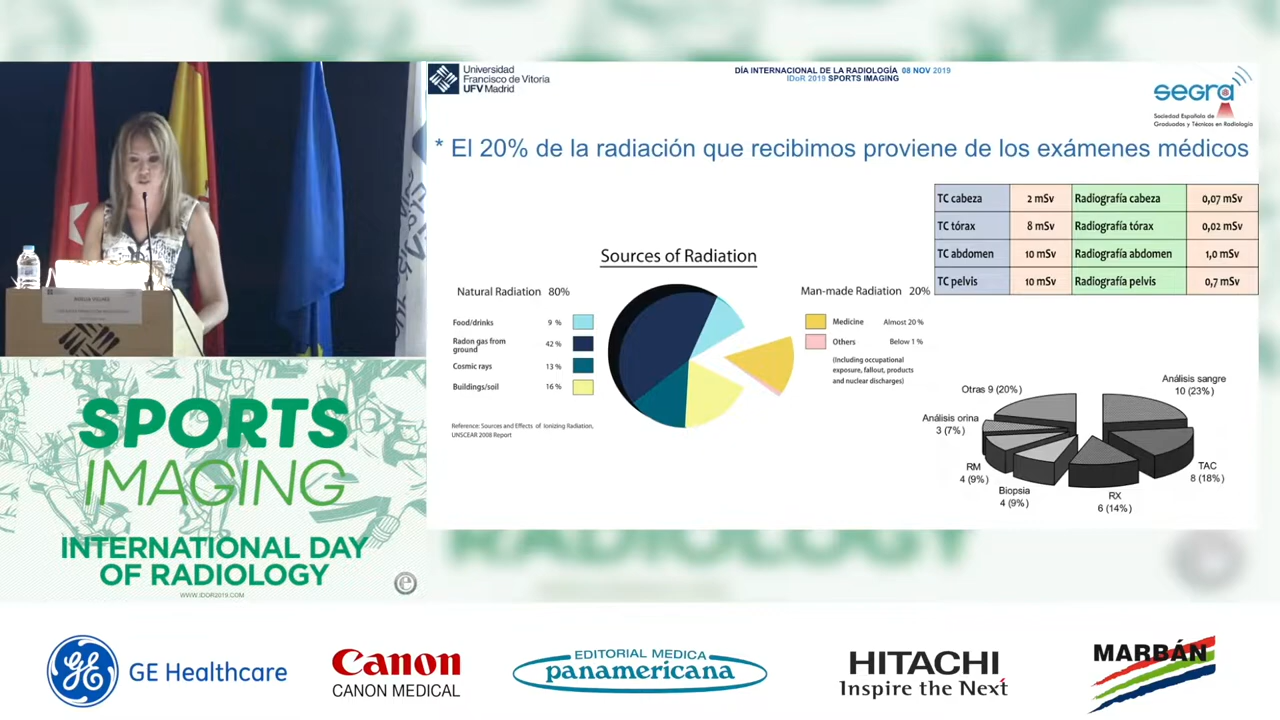 Universidad
Francisco de Vitoria
UFV Madrid
DÍA INTERNACIONAL DE LA RADIOLOGÍA 08 NOV 2019
IDoR 2019 SPORTS IMAGING
segra
Sociedad Española de
Graduados y Técnicos en Radiología
* El 20% de la radiación que recibimos proviene de los exámenes médicos
TC cabeza 2 mSv Radiografía cabeza 0,07 mSv
TC tórax 8 mSv Radiografía tórax 0,02 mSv
TC abdomen 10 mSv Radiografía abdomen 1,0 mSv
TC pelvis 10 mSv Radiografía pelvis 0,7 mSv
Sources of Radiation
Natural Radiation 80%
Food/drinks 9 %
Radon gas from
ground 42 %
Cosmic rays 13 %
Buildings/soil 16 %
Reference: Sources and Effects of Ionizing Radiation,
UNSCEAR 2008 Report
Man-made Radiation 20%
Medicine Almost 20 %
Others Below 1 %
(Including occupational
exposure, fallout, products
and nuclear discharges)
Otras 9 (20%)
Análisis sangre
10 (23%)
Análisis orina
3 (7%)
RM
4 (9%)
Biopsia
4 (9%)
RX
6 (14%)
TAC
8 (18%)
SPORTS
IMAGING
INTERNATIONAL DAY
OF RADIOLOGY
WWW.IDOR2019.COM
e
RADIOLOGY
GE GE Healthcare
Canon
CANON MEDICAL
EDITORIAL MEDICA
panamericana
HITACHI
Inspire the Next
MARBÁN